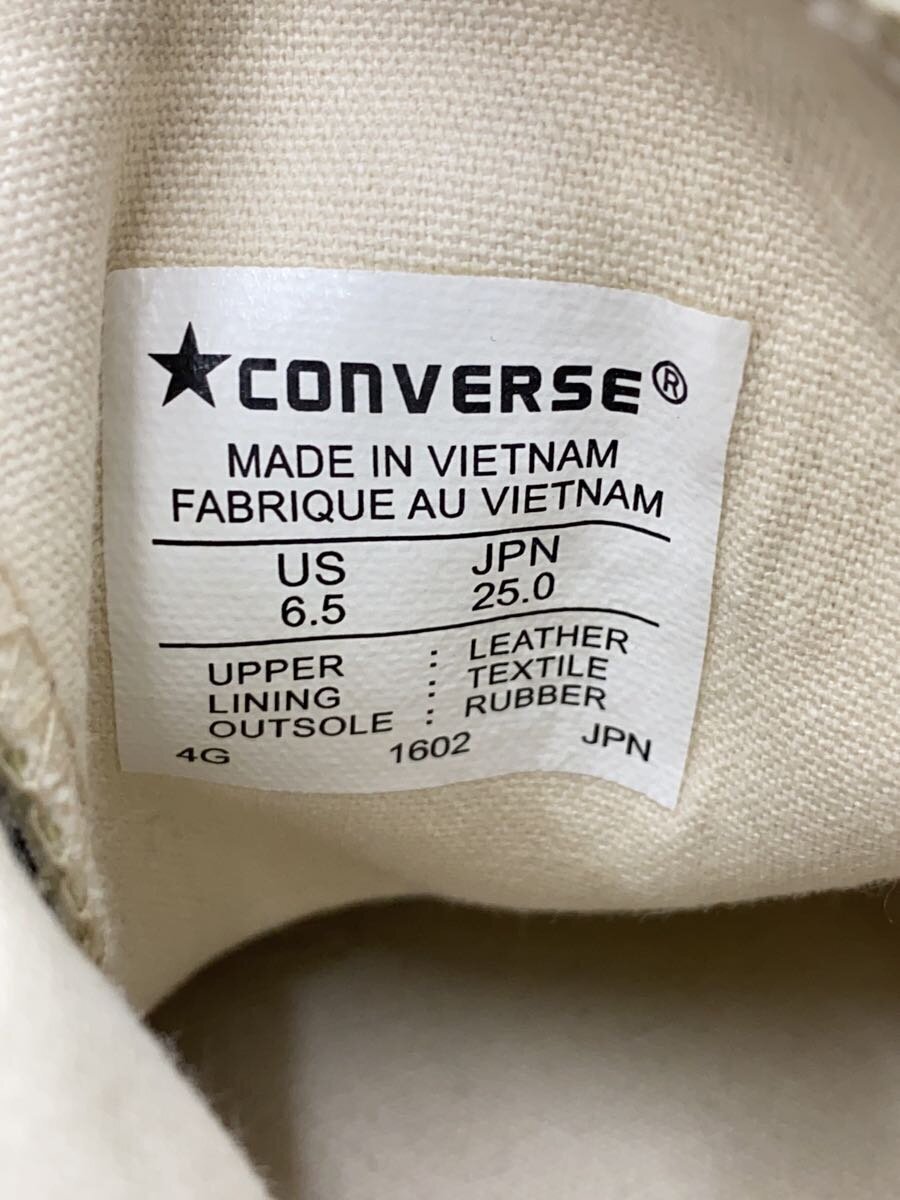 ★CONVERSE®
MADE IN VIETNAM
FABRIQUE AU VIETNAM
US JPN
6.5 25.0
UPPER : LEATHER
LINING : TEXTILE
OUTSOLE : RUBBER
4G 1602 JPN